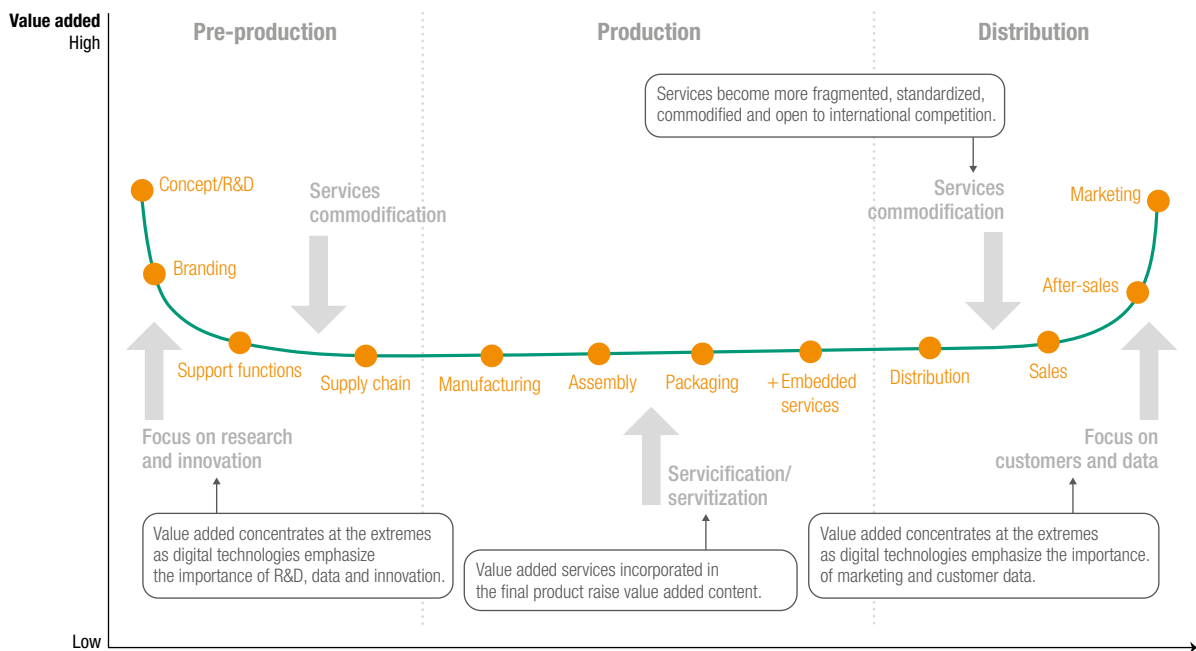 Value added
High
Pre-production
Production
Distribution
Services become more fragmented, standardized,
commodified and open to international competition.
Concept/R&D
Services
commodification
Services
commodification
Marketing
Branding
After-sales
Support functions
Supply chain
Manufacturing
Assembly
Packaging
+Embedded
services
Distribution
Sales
Focus on research
and innovation
Servicification/
servitization
Focus on
customers and data
Value added concentrates at the extremes
as digital technologies emphasize
the importance of R&D, data and innovation.
Value added services incorporated in
the final product raise value added content.
Value added concentrates at the extremes
as digital technologies emphasize the importance.
of marketing and customer data.
Low